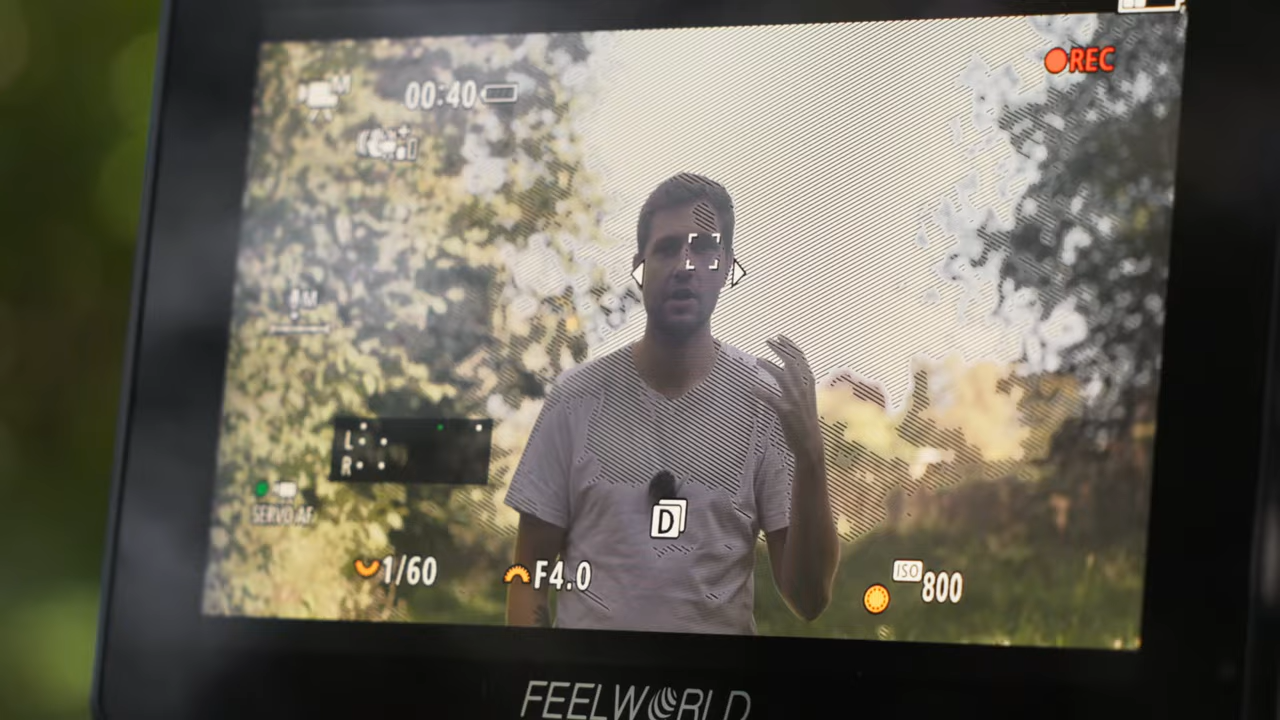 REC
00:40
M
M
L
R
SERVO AF
D
1/60
F4.0
ISO
800
FEELWORLD